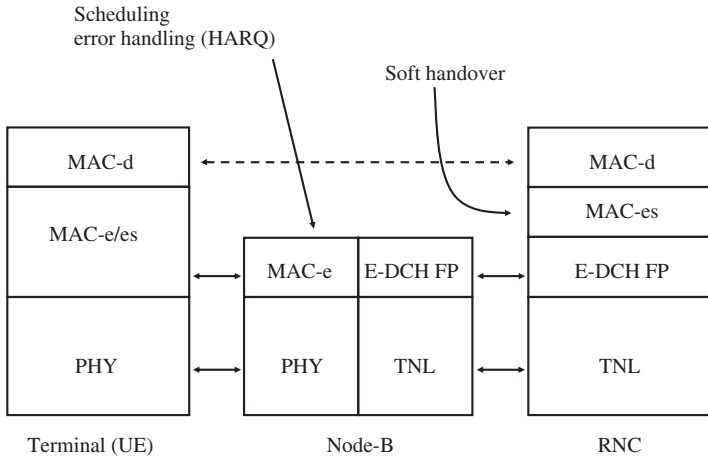 Scheduling
error handling (HARQ)
Soft handover
MAC-d
MAC-d
MAC-es
MAC-e/es
MAC-e
E-DCH FP
E-DCH FP
PHY
PHY
TNL
TNL
Terminal (UE)
Node-B
RNC